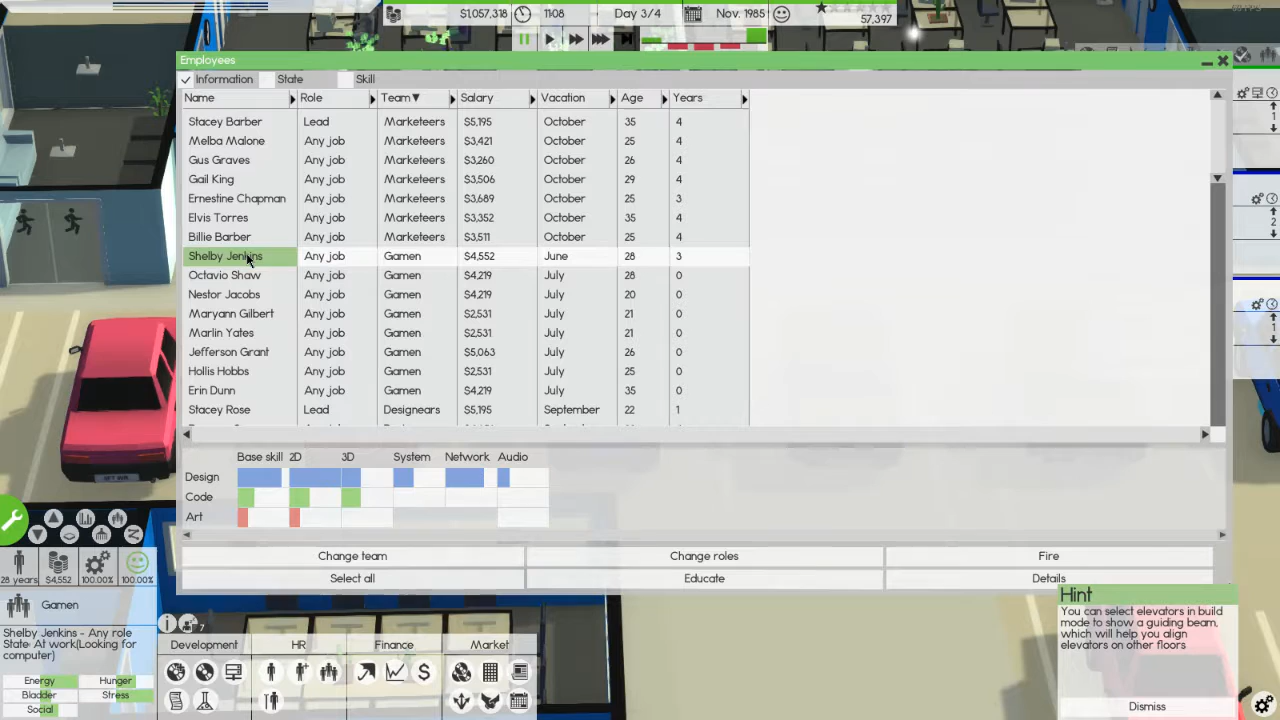 $1,057,318 1108 Day 3/4 Nov. 1985 57,397
Employees
Information State Skill
Name Role Team▼ Salary Vacation Age Years
Stacey Barber Lead Marketeers $5,195 October 35 4
Melba Malone Any job Marketeers $3,421 October 25 4
Gus Graves Any job Marketeers $3,260 October 26 4
Gail King Any job Marketeers $3,506 October 29 4
Ernestine Chapman Any job Marketeers $3,689 October 25 3
Elvis Torres Any job Marketeers $3,352 October 35 4
Billie Barber Any job Marketeers $3,511 October 25 4
Shelby Jenkins Any job Gamen $4,552 June 28 3
Octavio Shaw Any job Gamen $4,219 July 28 0
Nestor Jacobs Any job Gamen $4,219 July 20 0
Maryann Gilbert Any job Gamen $2,531 July 21 0
Marlin Yates Any job Gamen $2,531 July 21 0
Jefferson Grant Any job Gamen $5,063 July 26 0
Hollis Hobbs Any job Gamen $2,531 July 25 0
Erin Dunn Any job Gamen $4,219 July 35 0
Stacey Rose Lead Designears $5,195 September 22 1
Base skill 2D 3D System Network Audio
Design
Code
Art
Change team Change roles Fire
Select all Educate Details
1
2
1
28 years $4,552 100.00% 100.00%
Gamen
Shelby Jenkins - Any role
State: At work(Looking for
computer)
Energy Hunger
Bladder Stress
Social
7
Development HR Finance Market
Hint
You can select elevators in build
mode to show a guiding beam,
which will help you align
elevators on other floors
Dismiss